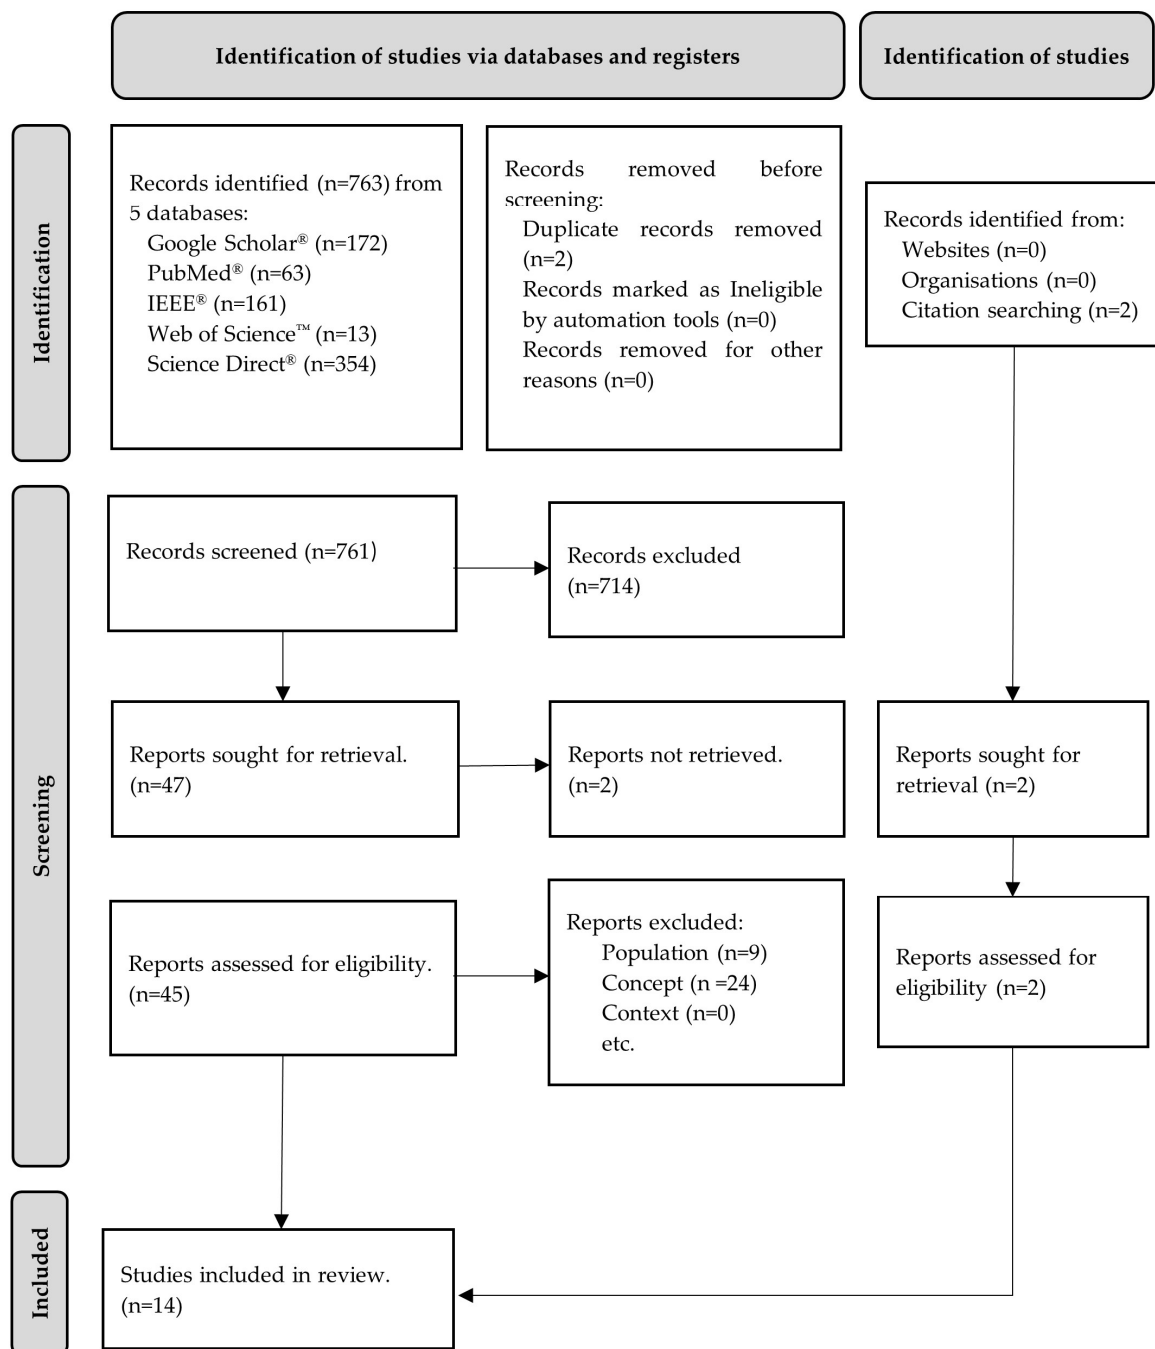 Identification of studies via databases and registers
Identification of studies
Identification
Records identified (n=763) from
5 databases:
Google Scholar® (n=172)
PubMed® (n=63)
IEEE® (n=161)
Web of Science™ (n=13)
Science Direct® (n=354)
Records removed before
screening:
Duplicate records removed
(n=2)
Records marked as Ineligible
by automation tools (n=0)
Records removed for other
reasons (n=0)
Records identified from:
Websites (n=0)
Organisations (n=0)
Citation searching (n=2)
Screening
Records screened (n=761)
Records excluded
(n=714)
Reports sought for retrieval.
(n=47)
Reports not retrieved.
(n=2)
Reports sought for
retrieval (n=2)
Reports assessed for eligibility.
(n=45)
Reports excluded:
Population (n=9)
Concept (n =24)
Context (n=0)
etc.
Reports assessed for
eligibility (n=2)
Included
Studies included in review.
(n=14)